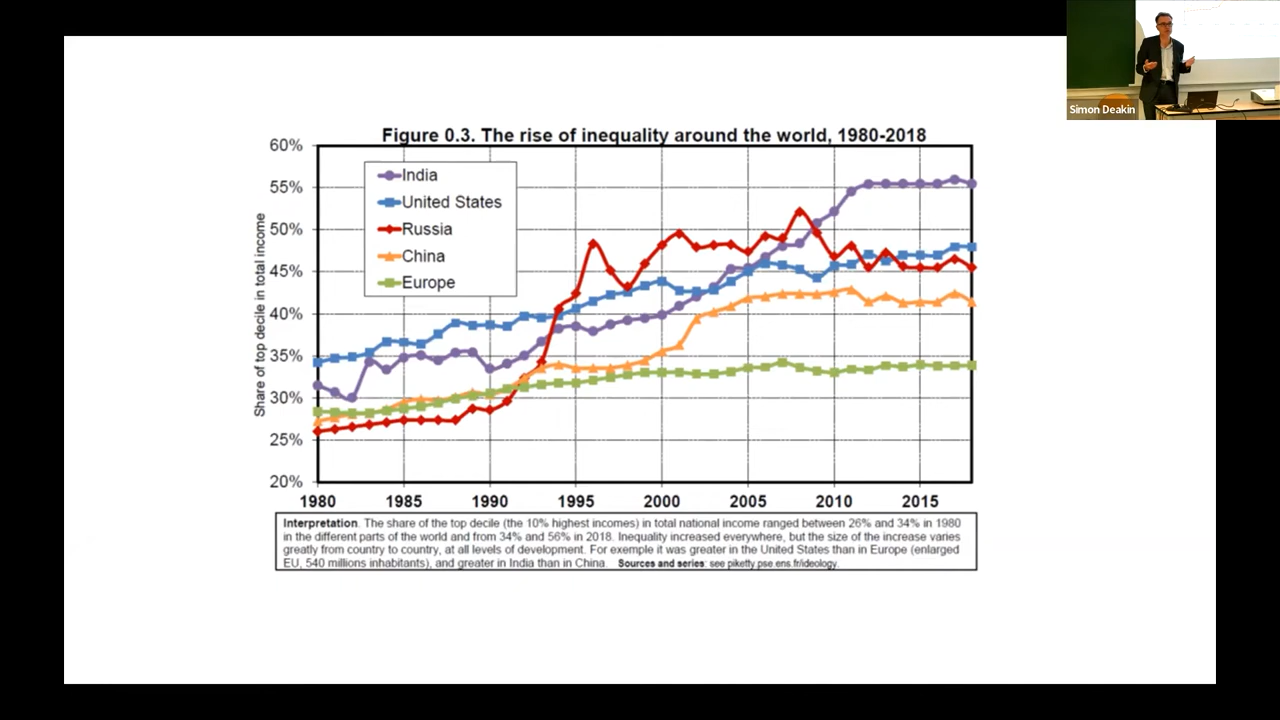 Simon Deakin
Figure 0.3. The rise of inequality around the world, 1980-2018
Share of top decile in total income
60%
55%
50%
45%
40%
35%
30%
25%
20%
India
United States
Russia
China
Europe
1980 1985 1990 1995 2000 2005 2010 2015
Interpretation. The share of the top decile (the 10% highest incomes) in total national income ranged between 26% and 34% in 1980
in the different parts of the world and from 34% and 56% in 2018. Inequality increased everywhere, but the size of the increase varies
greatly from country to country, at all levels of development. For exemple it was greater in the United States than in Europe (enlarged
EU, 540 millions inhabitants), and greater in India than in China. Sources and series: see piketty.pse.ens.fr/ideology.